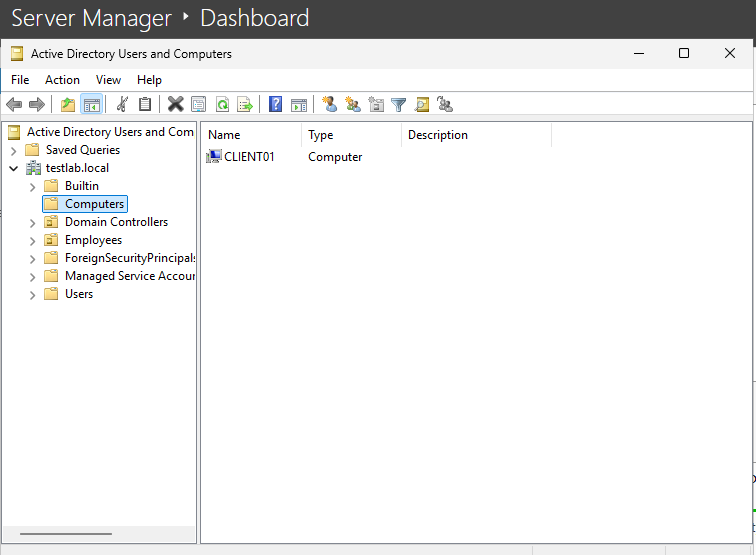 Server Manager ‣ Dashboard
Active Directory Users and Computers
File Action View Help
Active Directory Users and Com
Saved Queries
testlab.local
Builtin
Computers
Domain Controllers
Employees
ForeignSecurityPrincipals
Managed Service Accour
Users
Name Type Description
CLIENT01 Computer